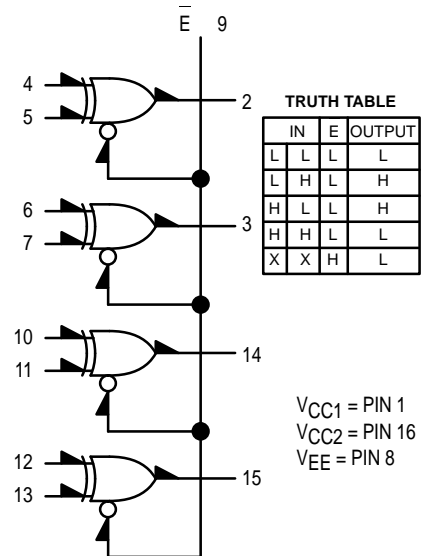 E 9
4
5
2
TRUTH TABLE
IN E OUTPUT
L L L L
L H L H
H L L H
H H L L
X X H L
6
7
3
10
11
14
VCC1 = PIN 1
VCC2 = PIN 16
VEE = PIN 8
12
13
15